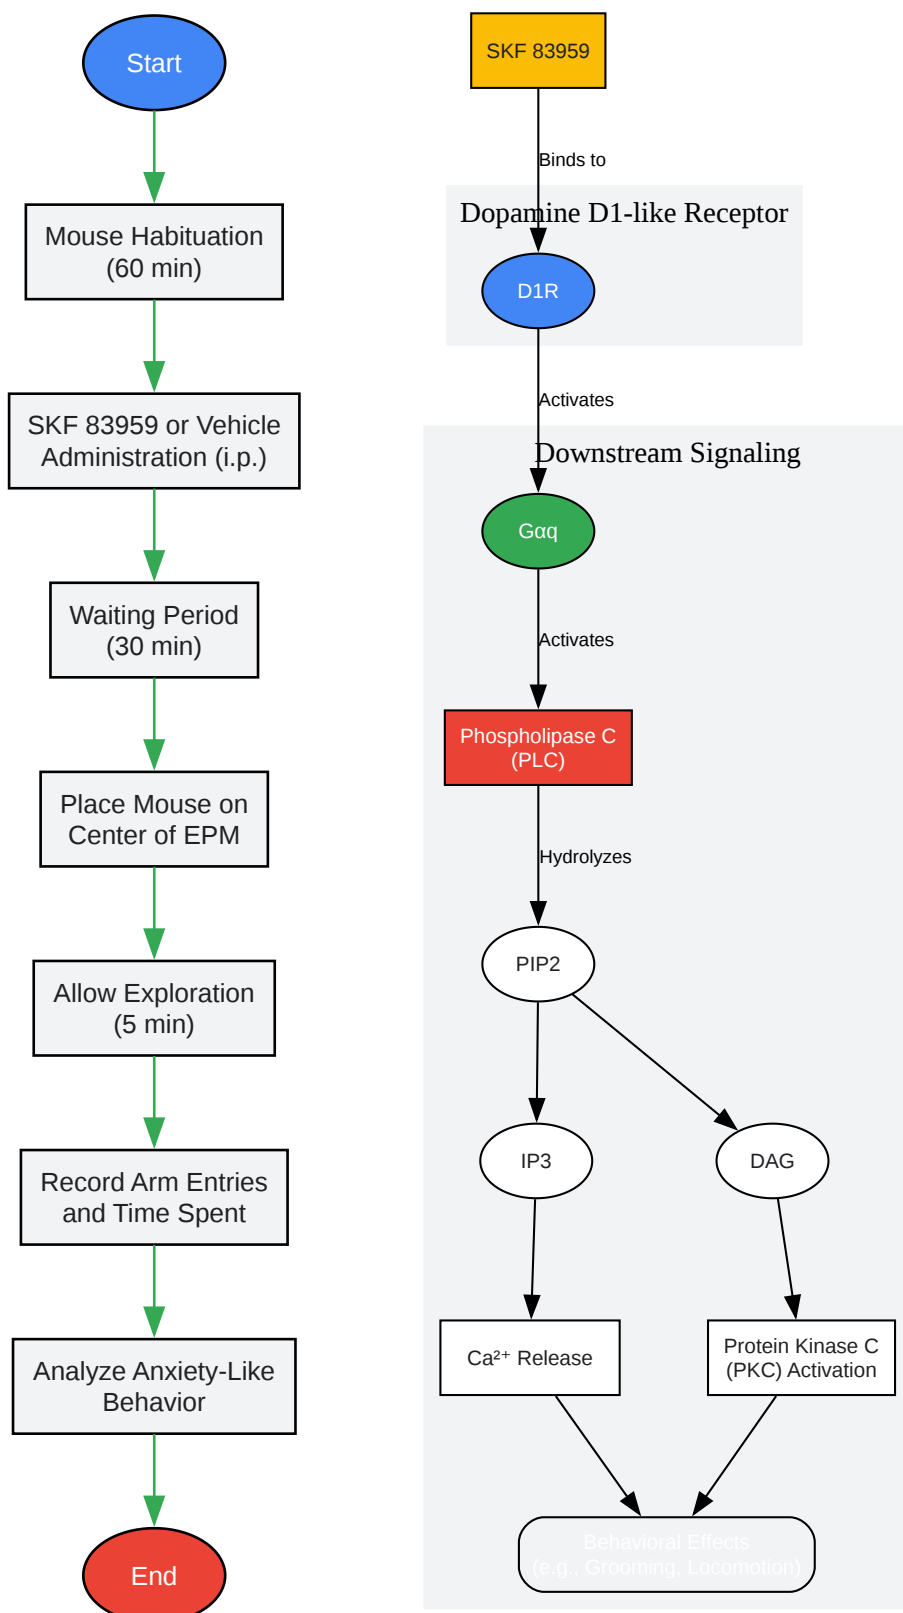 Start
Mouse Habituation
(60 min)
SKF 83959 or Vehicle
Administration (i.p.)
Waiting Period
(30 min)
Place Mouse on
Center of EPM
Allow Exploration
(5 min)
Record Arm Entries
and Time Spent
Analyze Anxiety-Like
Behavior
End
SKF 83959
Binds to
Dopamine D1-like Receptor
D1R
Activates
Downstream Signaling
Gαq
Activates
Phospholipase C
(PLC)
Hydrolyzes
PIP2
IP3
DAG
Ca²⁺ Release
Protein Kinase C
(PKC) Activation
Behavioral Effects
(e.g., Grooming, Locomotion)